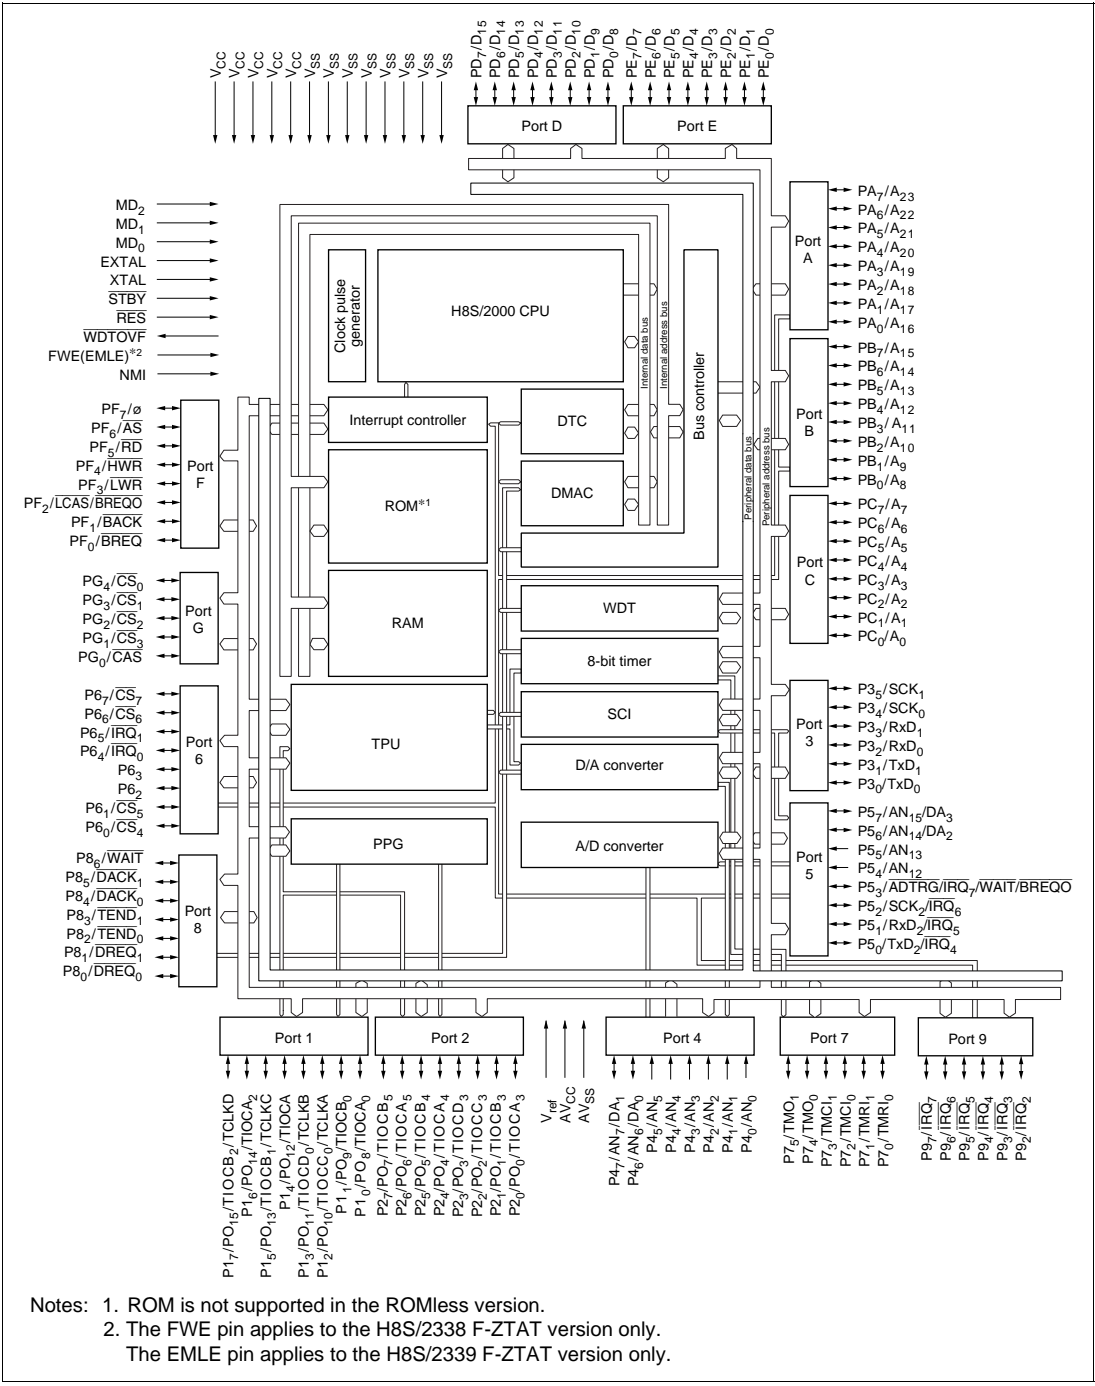 VCC
VCC
VCC
VCC
VCC
VSS
VSS
VSS
VSS
VSS
VSS
VSS
VSS
PD7/D15
PD6/D14
PD5/D13
PD4/D12
PD3/D11
PD2/D10
PD1/D9
PD0/D8
PE7/D7
PE6/D6
PE5/D5
PE4/D4
PE3/D3
PE2/D2
PE1/D1
PE0/D0
Port D
Port E
MD2
MD1
MD0
EXTAL
XTAL
STBY
RES
WDTOVF
FWE(EMLE)*2
NMI
PF7/ø
PF6/AS
PF5/RD
PF4/HWR
PF3/LWR
PF2/LCAS/BREQO
PF1/BACK
PF0/BREQ
Port F
PG4/CS0
PG3/CS1
PG2/CS2
PG1/CS3
PG0/CAS
Port G
P67/CS7
P66/CS6
P65/IRQ1
P64/IRQ0
P63
P62
P61/CS5
P60/CS4
Port 6
P86/WAIT
P85/DACK1
P84/DACK0
P83/TEND1
P82/TEND0
P81/DREQ1
P80/DREQ0
Port 8
Clock pulse generator
H8S/2000 CPU
Interrupt controller
ROM*1
RAM
TPU
PPG
DTC
DMAC
WDT
8-bit timer
SCI
D/A converter
A/D converter
Internal data bus
Internal address bus
Bus controller
Peripheral data bus
Peripheral address bus
Port A
PA7/A23
PA6/A22
PA5/A21
PA4/A20
PA3/A19
PA2/A18
PA1/A17
PA0/A16
Port B
PB7/A15
PB6/A14
PB5/A13
PB4/A12
PB3/A11
PB2/A10
PB1/A9
PB0/A8
Port C
PC7/A7
PC6/A6
PC5/A5
PC4/A4
PC3/A3
PC2/A2
PC1/A1
PC0/A0
Port 3
P35/SCK1
P34/SCK0
P33/RxD1
P32/RxD0
P31/TxD1
P30/TxD0
Port 5
P57/AN15/DA3
P56/AN14/DA2
P55/AN13
P54/AN12
P53/ADTRG/IRQ7/WAIT/BREQO
P52/SCK2/IRQ6
P51/RxD2/IRQ5
P50/TxD2/IRQ4
Port 1
Port 2
Port 4
Port 7
Port 9
P17/PO15/TIOCB2/TCLKD
P16/PO14/TIOCA2
P15/PO13/TIOCB1/TCLKC
P14/PO12/TIOCA
P13/PO11/TIOCD0/TCLKB
P12/PO10/TIOCC0/TCLKA
P11/PO9/TIOCB0
P10/PO8/TIOCA0
P27/PO7/TIOCB5
P26/PO6/TIOCA5
P25/PO5/TIOCB4
P24/PO4/TIOCA4
P23/PO3/TIOCD3
P22/PO2/TIOCC3
P21/PO1/TIOCB3
P20/PO0/TIOCA3
Vref
AVCC
AVSS
P47/AN7/DA1
P46/AN6/DA0
P45/AN5
P44/AN4
P43/AN3
P42/AN2
P41/AN1
P40/AN0
P75/TMO1
P74/TMO0
P73/TMCI1
P72/TMCI0
P71/TMRI1
P70/TMRI0
P97/IRQ7
P96/IRQ6
P95/IRQ5
P94/IRQ4
P93/IRQ3
P92/IRQ2
Notes: 1. ROM is not supported in the ROMless version.
2. The FWE pin applies to the H8S/2338 F-ZTAT version only.
The EMLE pin applies to the H8S/2339 F-ZTAT version only.